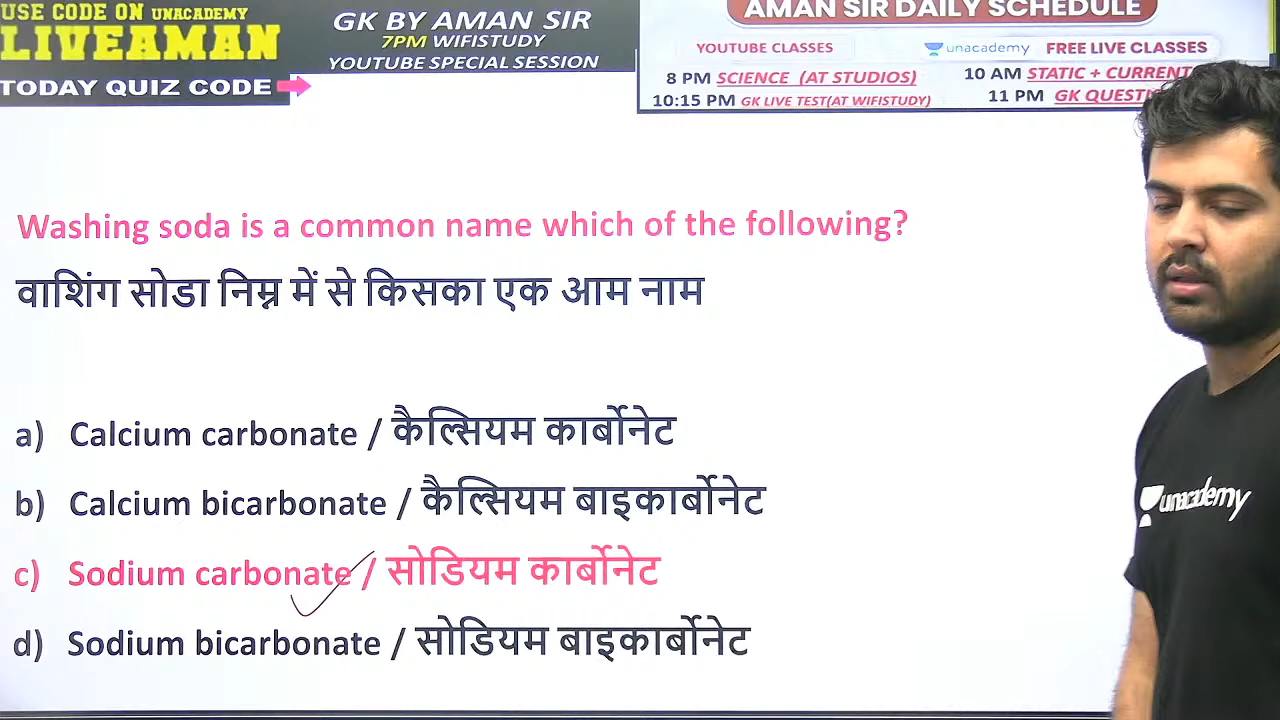 USE CODE ON UNACADEMY
LIVEAMAN
TODAY QUIZ CODE
GK BY AMAN SIR
7PM WIFISTUDY
YOUTUBE SPECIAL SESSION
AMAN SIR DAILY SCHEDULE
YOUTUBE CLASSES
unacademy FREE LIVE CLASSES
8 PM SCIENCE (AT STUDIOS)
10 AM STATIC + CURRENT
10:15 PM GK LIVE TEST(AT WIFISTUDY)
11 PM GK
Washing soda is a common name which of the following?
वाशिंग सोडा निम्न में से किसका एक आम नाम
a) Calcium carbonate / कैल्सियम कार्बोनेट
b) Calcium bicarbonate / कैल्सियम बाइकार्बोनेट
c) Sodium carbonate / सोडियम कार्बोनेट
d) Sodium bicarbonate / सोडियम बाइकार्बोनेट
unacademy